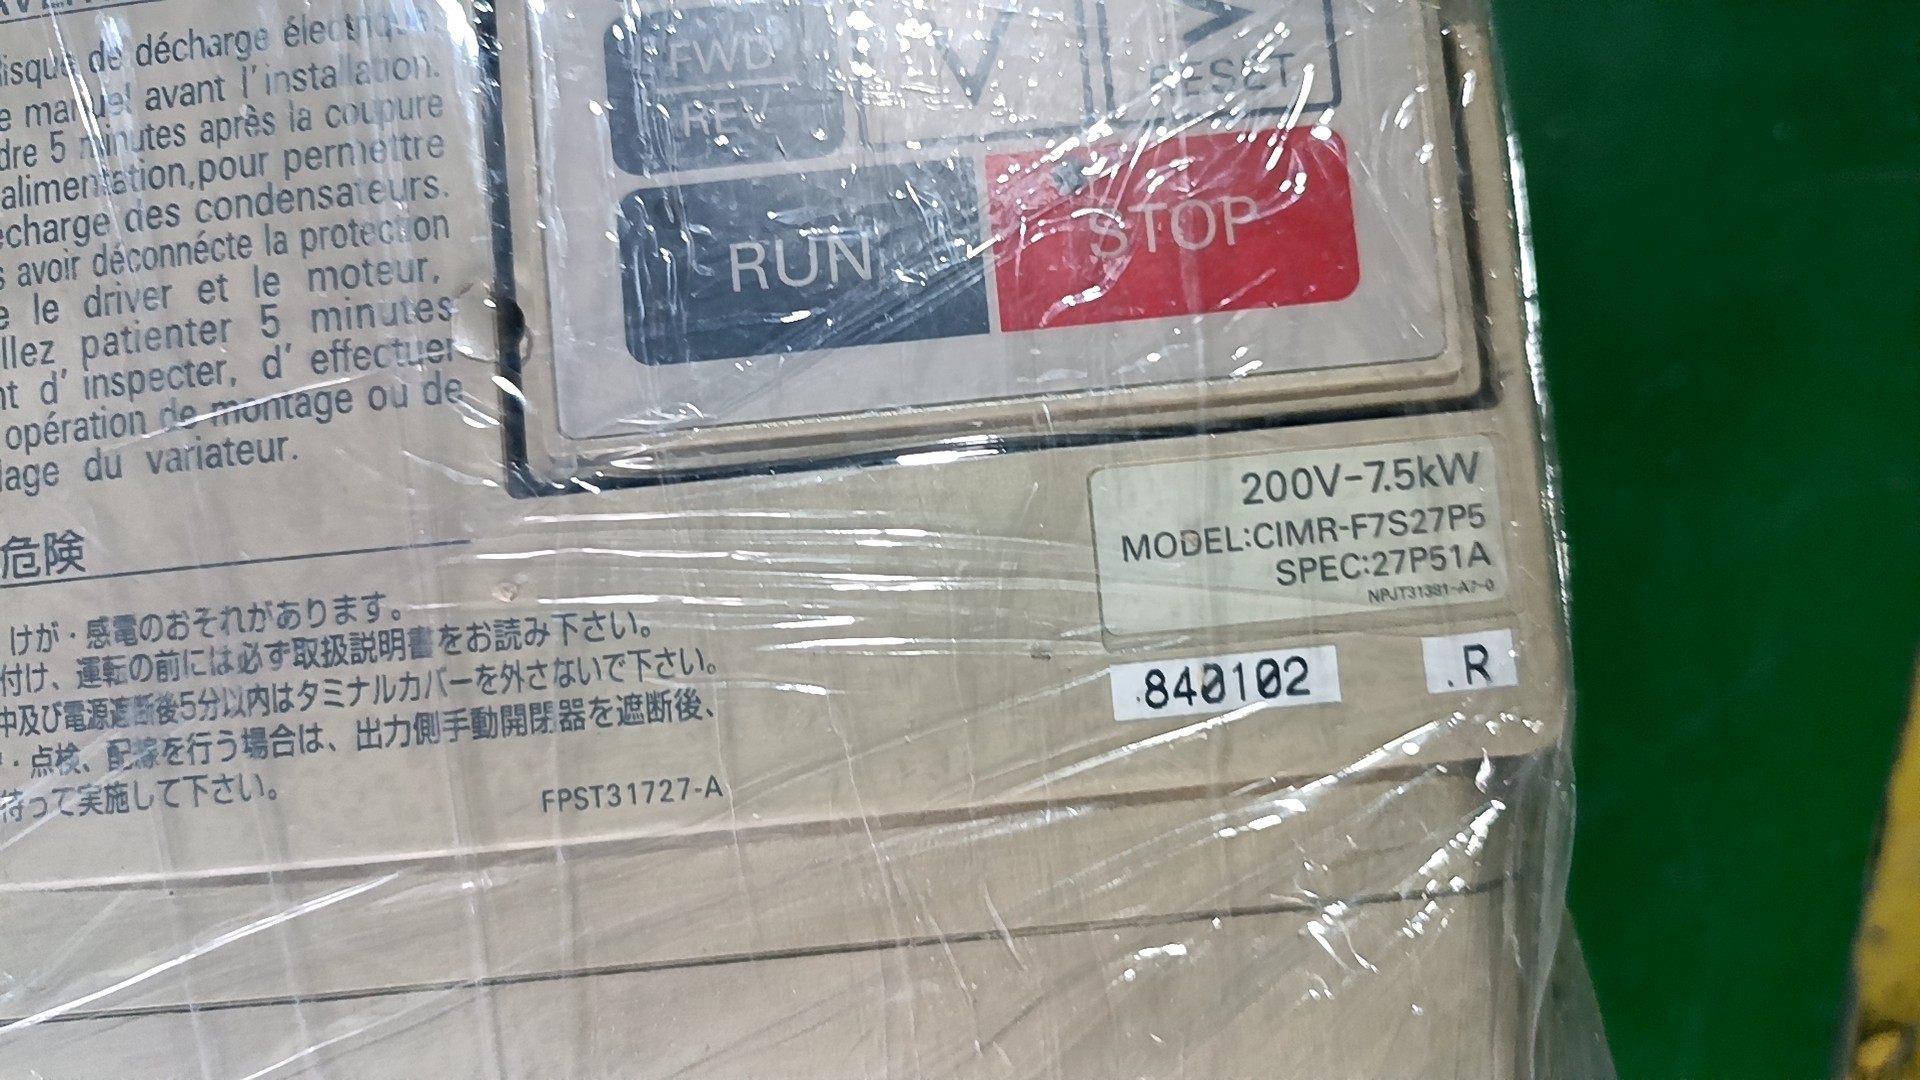 isque de décharge électrique.
e manuel avant l'installation.
dre 5 minutes après la coupure
alimentation,pour permettre
écharge des condensateurs.
s avoir déconnécte la protection
e le driver et le moteur,
llez patienter 5 minutes
nt d' inspecter, d' effectuer
opération de montage ou de
lage du variateur.
危険
けが・感電のおそれがあります。
付け、運転の前には必ず取扱説明書をお読み下さい。
中及び電源遮断後5分以内はタミナルカバーを外さないで下さい。
・点検、配線を行う場合は、出力側手動開閉器を遮断後、
待って実施して下さい。
FPST31727-A
FWD
REV
RESET
RUN
STOP
200V-7.5kW
MODEL:CIMR-F7S27P5
SPEC:27P51A
NPJT31381-A7-0
.840102
.R